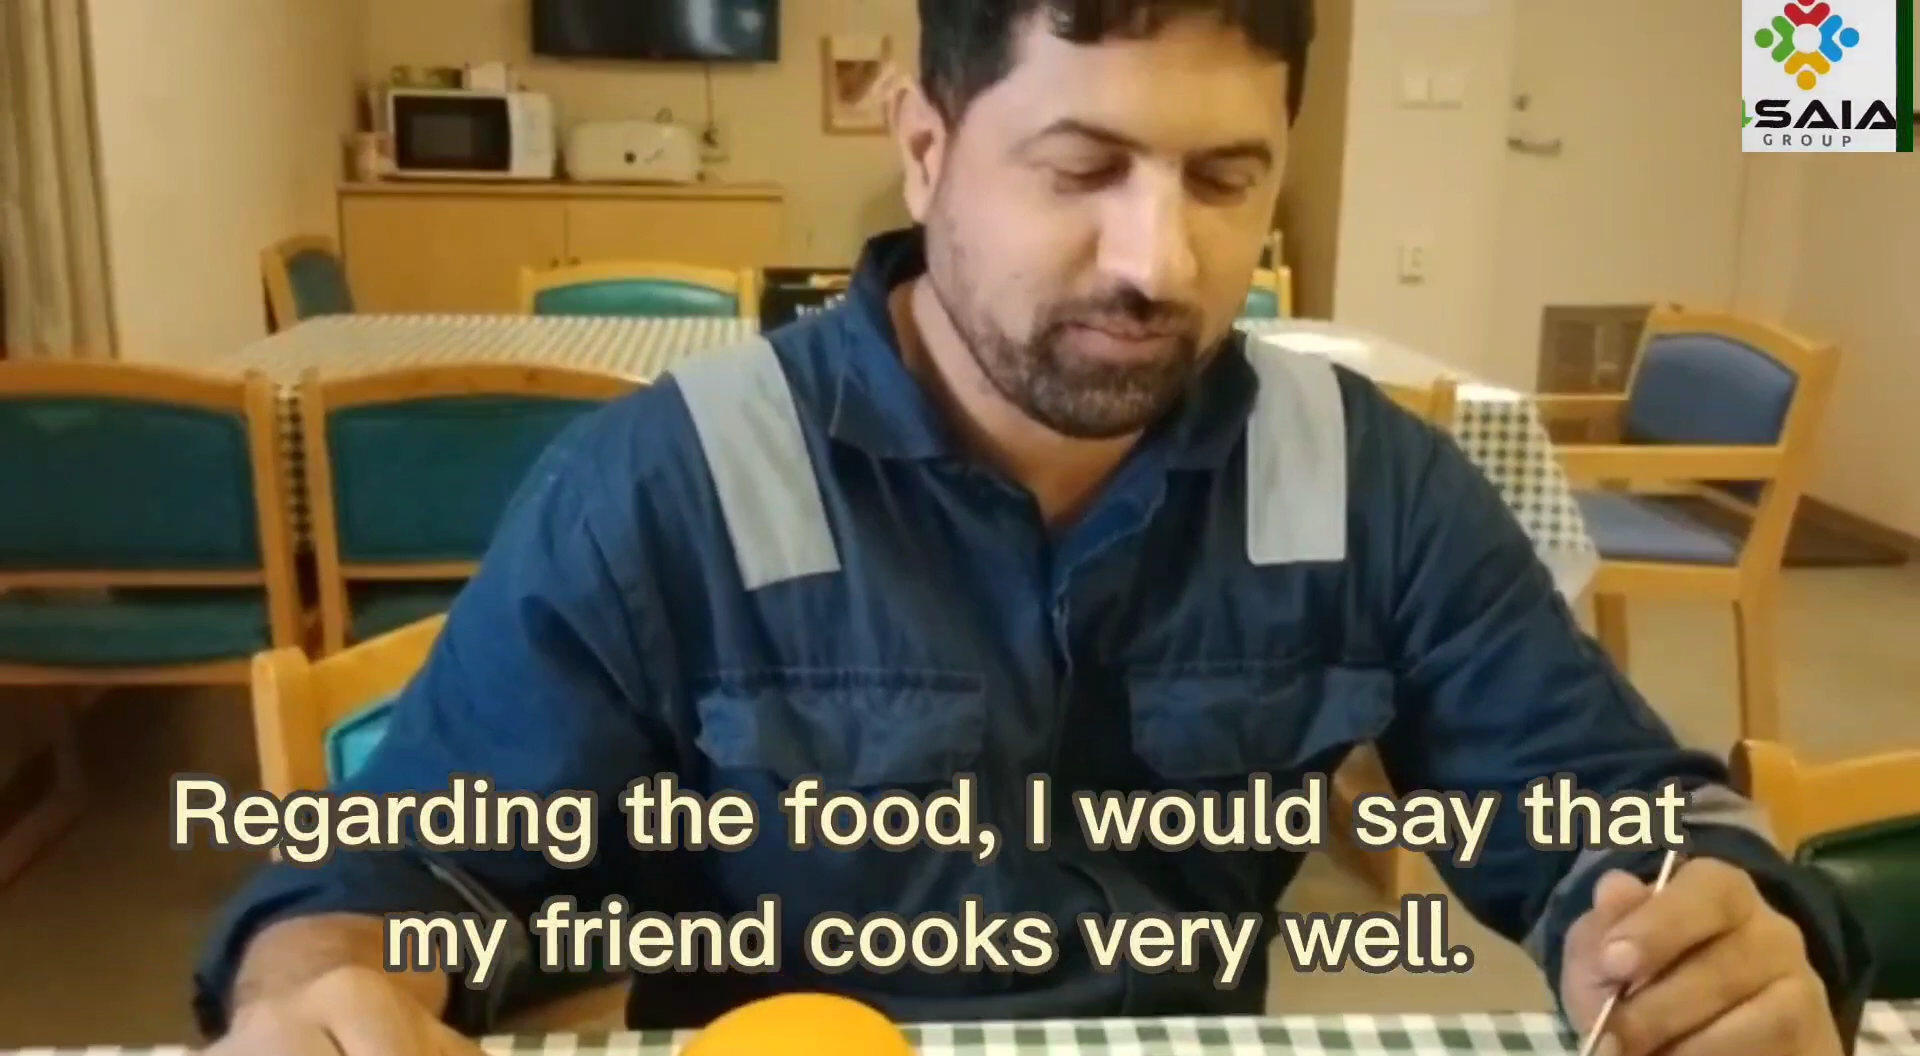 SAIA
GROUP
Regarding the food, I would say that
my friend cooks very well.